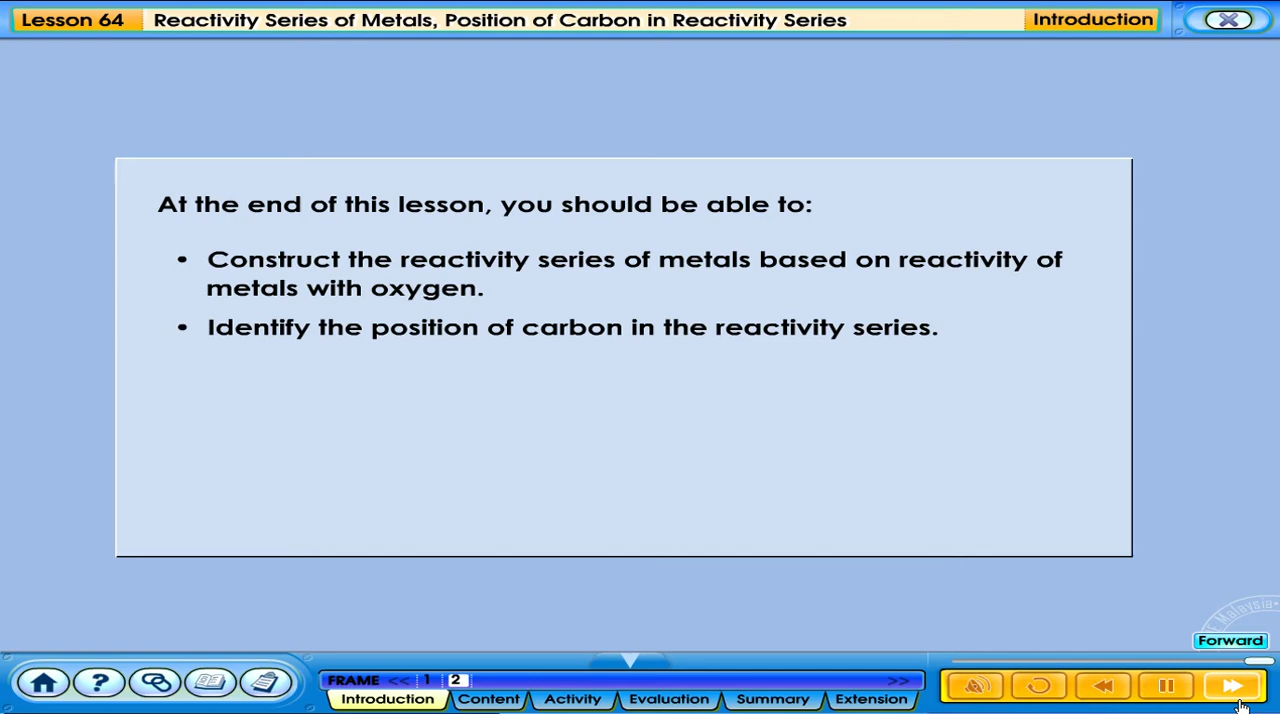 Lesson 64
Reactivity Series of Metals, Position of Carbon in Reactivity Series
Introduction
At the end of this lesson, you should be able to:
• Construct the reactivity series of metals based on reactivity of
metals with oxygen.
• Identify the position of carbon in the reactivity series.
Malaysia
Forward
FRAME << 1 2 >>
Introduction
Content
Activity
Evaluation
Summary
Extension